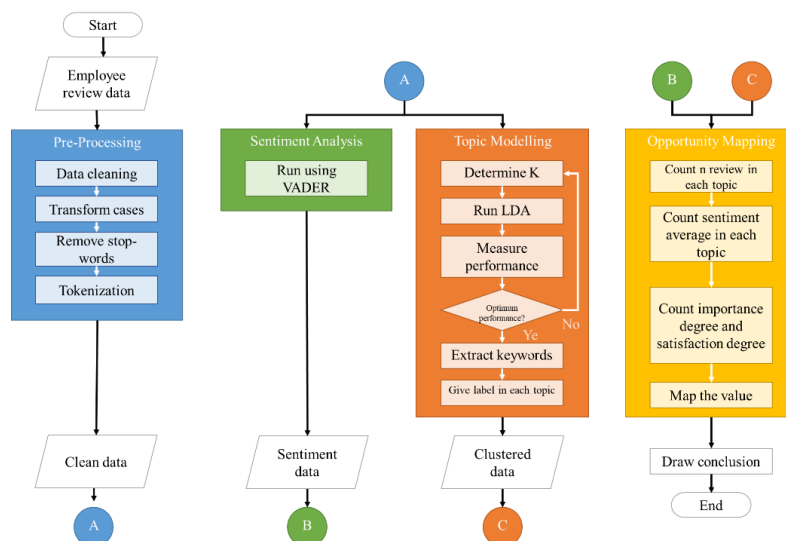 Start
Employee
review data
Pre-Processing
Data cleaning
Transform cases
Remove stop-
words
Tokenization
Clean data
A
A
Sentiment Analysis
Run using
VADER
Sentiment
data
B
Topic Modelling
Determine K
Run LDA
Measure
performance
Optimum
performance?
No
Ye
Extract keywords
Give label in each topic
Clustered
data
C
B
C
Opportunity Mapping
Count n review in
each topic
Count sentiment
average in each
topic
Count importance
degree and
satisfaction degree
Map the value
Draw conclusion
End